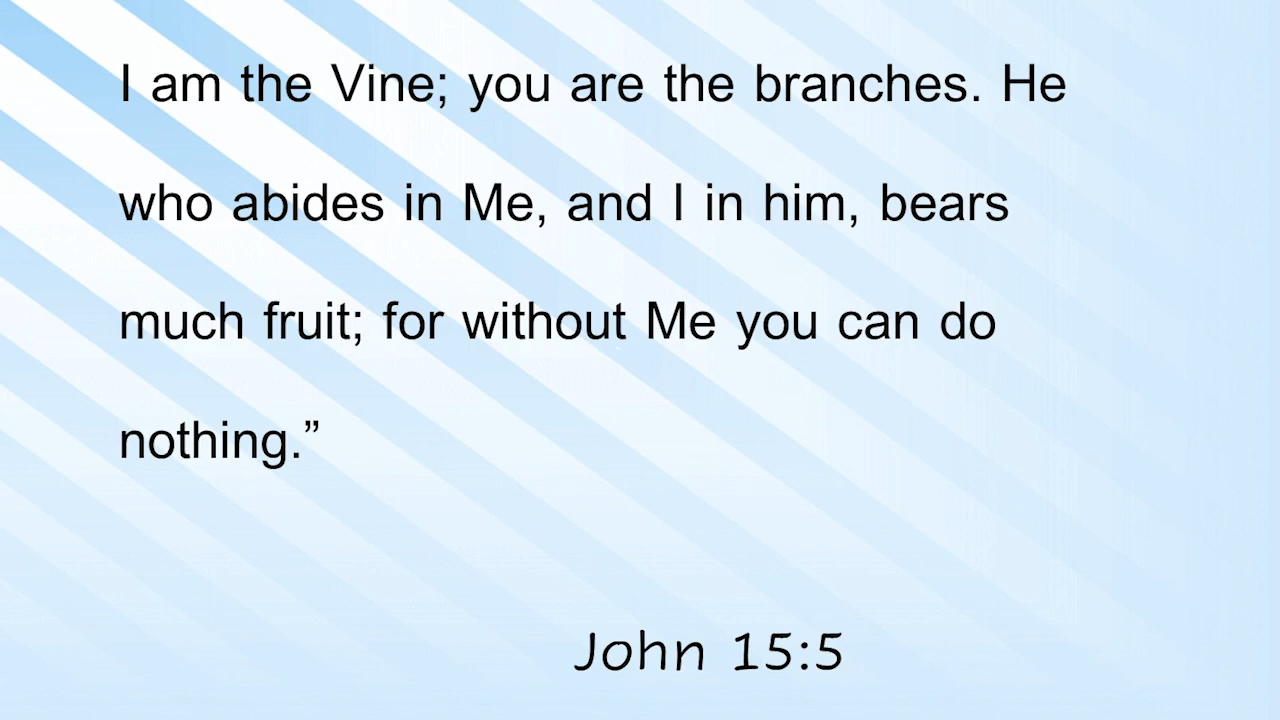 I am the Vine; you are the branches. He
who abides in Me, and I in him, bears
much fruit; for without Me you can do
nothing.”
John 15:5